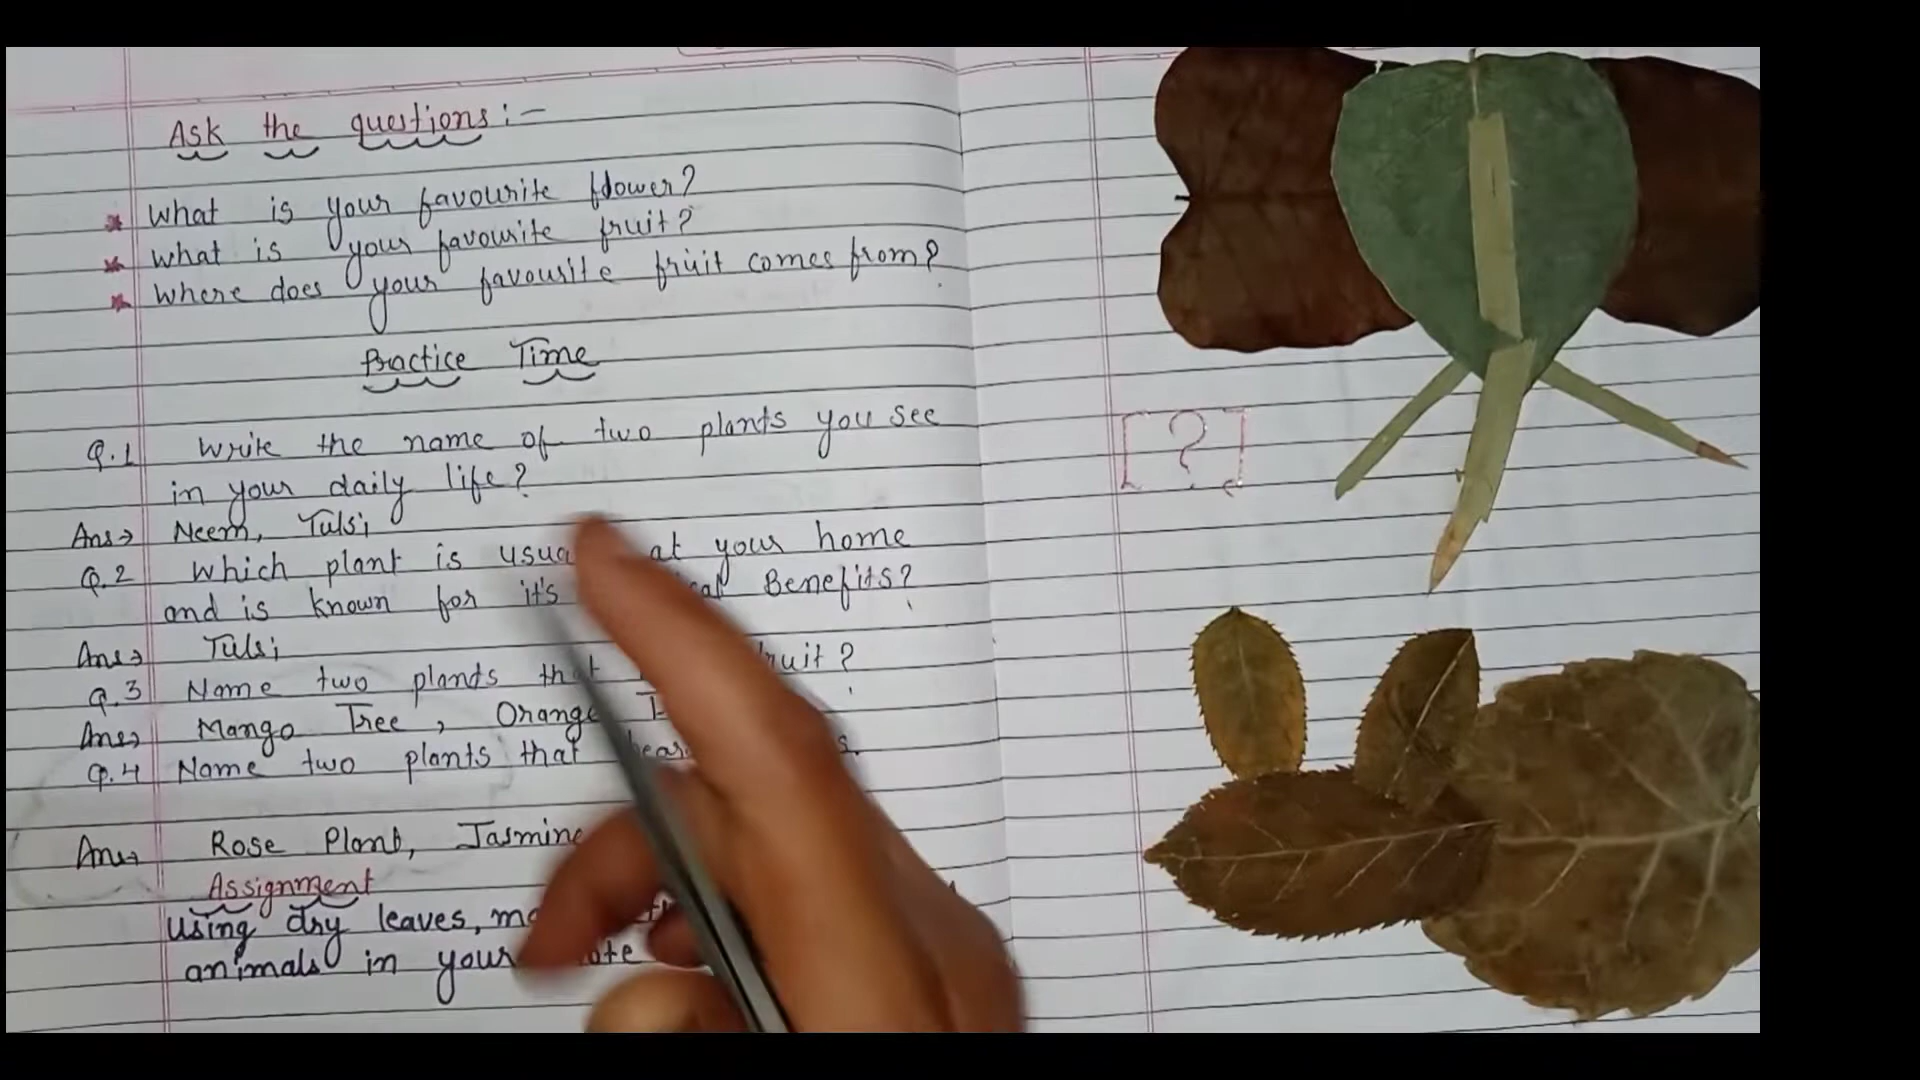 Ask the questions:-
* What is your favourite flower?
* What is your favourite fruit?
* Where does your favourite fruit comes from?
Practice Time
Q.1 Write the name of two plants you see
in your daily life?
Ans→ Neem, Tulsi
Q.2 Which plant is at your home
and is known for it's Benefits?
Ans→ Tulsi
Q.3 Name two plants that fruit?
Ans→ Mango Tree, Orange
Q.4 Name two plants that bear
Ans→ Rose Plant, Jasmine
Assignment
Using dry leaves,
animals in your note
[?]